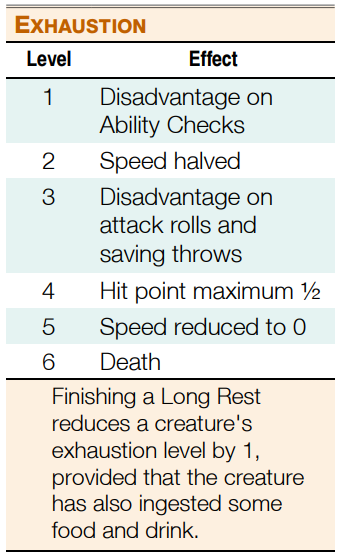 EXHAUSTION
Level Effect
1 Disadvantage on
Ability Checks
2 Speed halved
3 Disadvantage on
attack rolls and
saving throws
4 Hit point maximum ½
5 Speed reduced to 0
6 Death
Finishing a Long Rest
reduces a creature's
exhaustion level by 1,
provided that the creature
has also ingested some
food and drink.